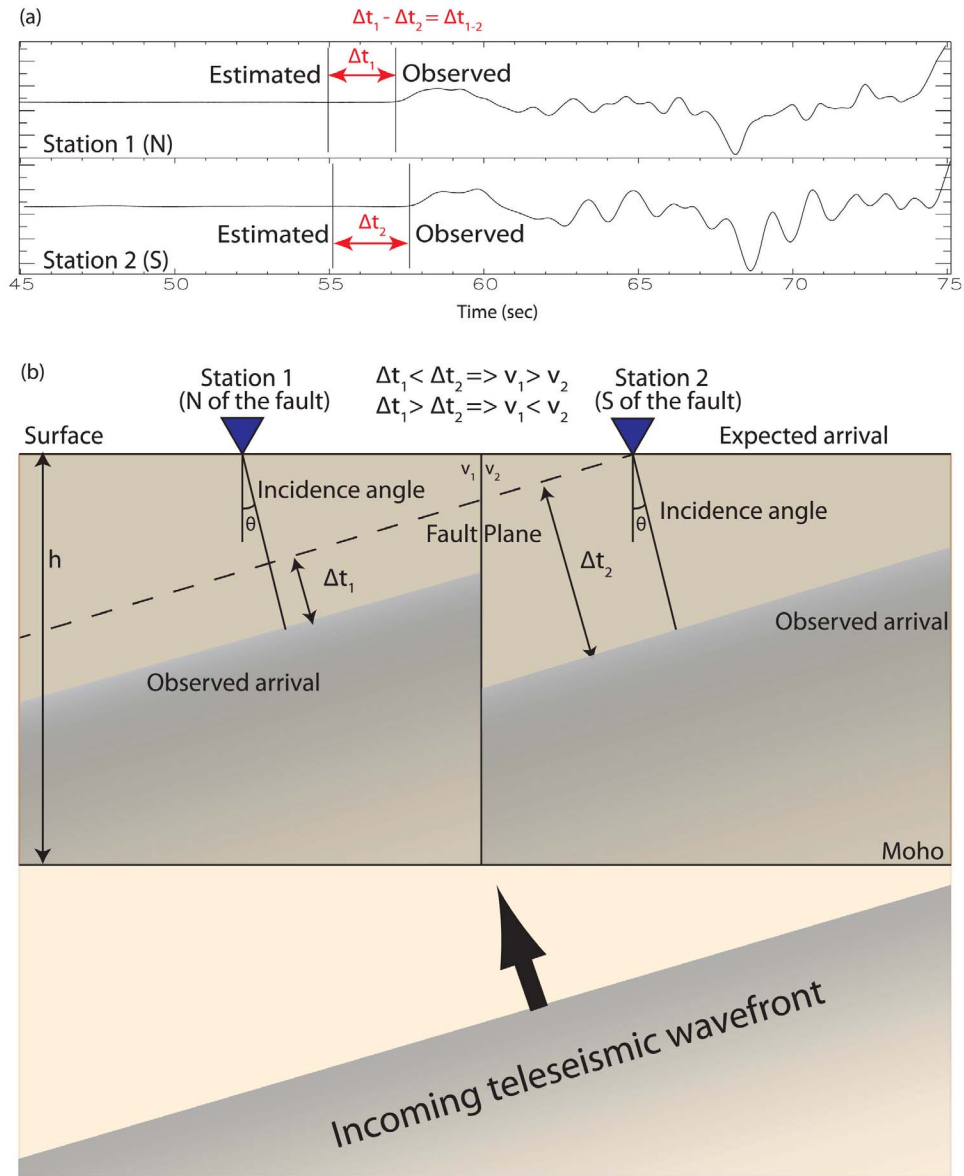 (a)
Δt₁ - Δt₂ = Δt₁₋₂
Estimated Δt₁ Observed
Station 1 (N)
Estimated Δt₂ Observed
Station 2 (S)
45 50 55 60 65 70 75
Time (sec)
(b)
Station 1
(N of the fault)
Δt₁ < Δt₂ => v₁ > v₂
Δt₁ > Δt₂ => v₁ < v₂
Station 2
(S of the fault)
Surface
Expected arrival
v₁ v₂
Incidence angle
θ
Incidence angle
θ
Fault Plane
h
Δt₁
Δt₂
Observed arrival
Observed arrival
Moho
Incoming teleseismic wavefront